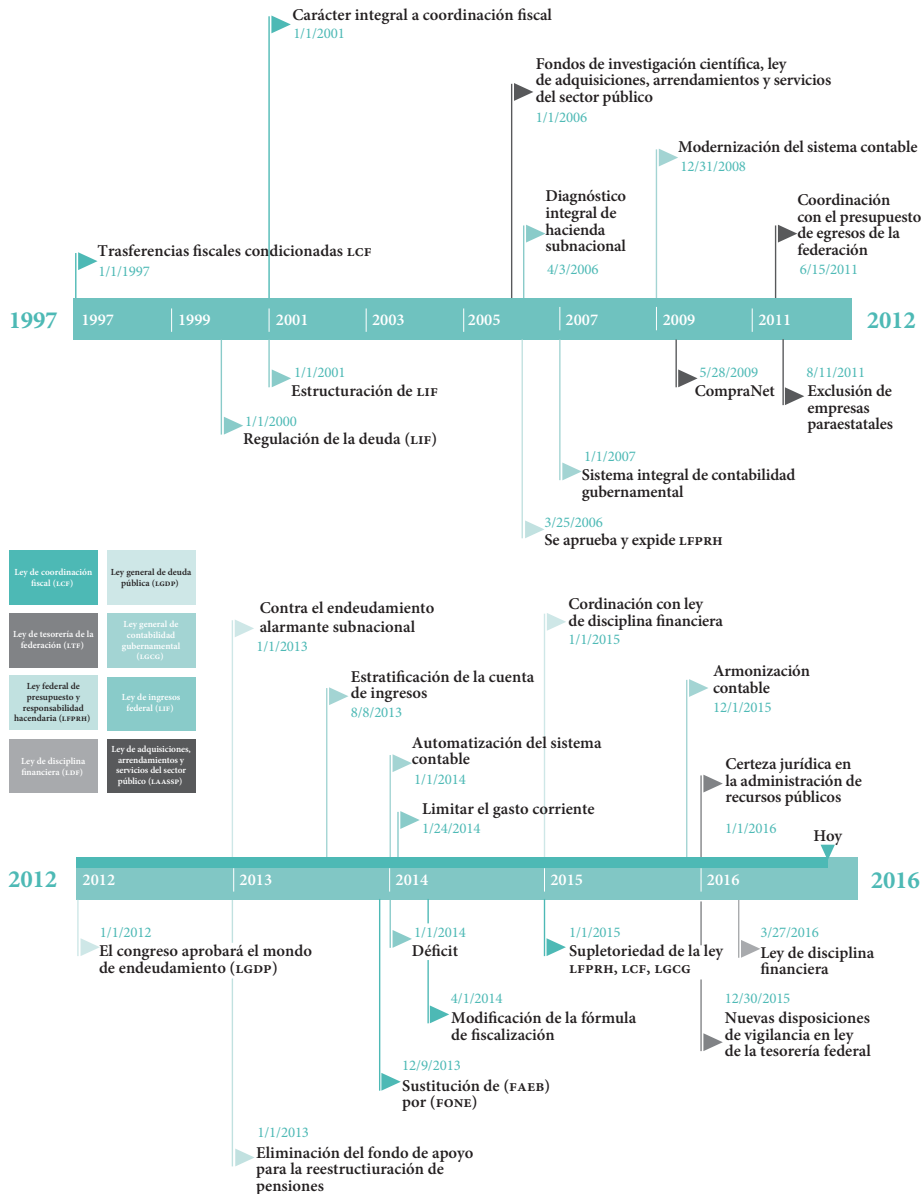 Carácter integral a coordinación fiscal
1/1/2001
Fondos de investigación científica, ley
de adquisiciones, arrendamientos y servicios
del sector público
1/1/2006
Modernización del sistema contable
12/31/2008
Diagnóstico
integral de
hacienda
subnacional
4/3/2006
Coordinación
con el presupuesto
de egresos de la
federación
6/15/2011
Trasferencias fiscales condicionadas LCF
1/1/1997
1997
1997
1999
2001
2003
2005
2007
2009
2011
2012
1/1/2001
Estructuración de LIF
1/1/2000
Regulación de la deuda (LIF)
5/28/2009
CompraNet
8/11/2011
Exclusión de
empresas
paraestatales
1/1/2007
Sistema integral de contabilidad
gubernamental
3/25/2006
Se aprueba y expide LFPRH
Ley de coordinación
fiscal (LCF)
Ley general de deuda
pública (LGDP)
Ley de tesorería de la
federación (LTF)
Ley general de
contabilidad
gubernamental (LGCG)
Ley federal de
presupuesto y
responsabilidad
hacendaria (LFPRH)
Ley de ingresos
federal (LIF)
Ley de disciplina
financiera (LDF)
Ley de adquisiciones,
arrendamientos y
servicios del sector
público (LAASSP)
Contra el endeudamiento
alarmante subnacional
1/1/2013
Cordinación con ley
de disciplina financiera
1/1/2015
Estratificación de la cuenta
de ingresos
8/8/2013
Armonización
contable
12/1/2015
Automatización del sistema
contable
1/1/2014
Certeza jurídica en
la administración de
recursos públicos
1/1/2016
Limitar el gasto corriente
1/24/2014
Hoy
2012
2012
2013
2014
2015
2016
2016
1/1/2012
El congreso aprobará el mondo
de endeudamiento (LGDP)
1/1/2014
Déficit
1/1/2015
Supletoriedad de la ley
LFPRH, LCF, LGCG
3/27/2016
Ley de disciplina
financiera
4/1/2014
Modificación de la fórmula
de fiscalización
12/30/2015
Nuevas disposiciones
de vigilancia en ley
de la tesorería federal
12/9/2013
Sustitución de (FAEB)
por (FONE)
1/1/2013
Eliminación del fondo de apoyo
para la reestructiuración de
pensiones